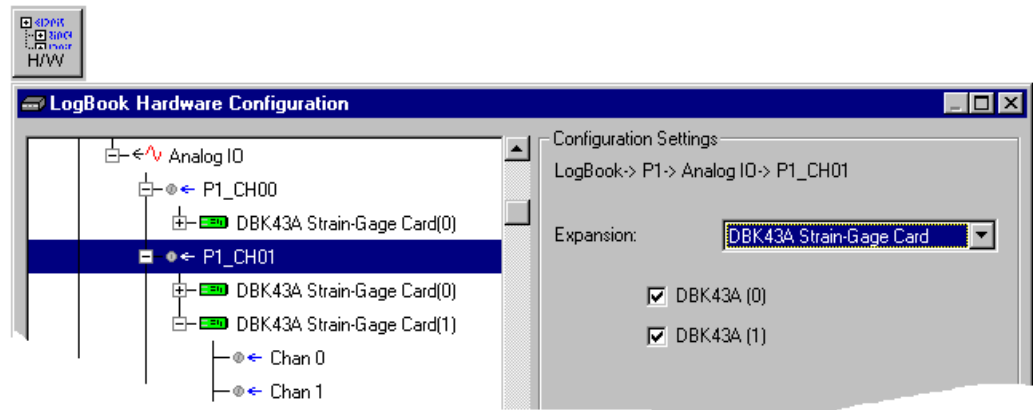 H/W
LogBook Hardware Configuration
Analog IO
P1_CH00
DBK43A Strain-Gage Card(0)
P1_CH01
DBK43A Strain-Gage Card(0)
DBK43A Strain-Gage Card(1)
Chan 0
Chan 1
Configuration Settings
LogBook-> P1-> Analog IO-> P1_CH01
Expansion:
DBK43A Strain-Gage Card
DBK43A (0)
DBK43A (1)